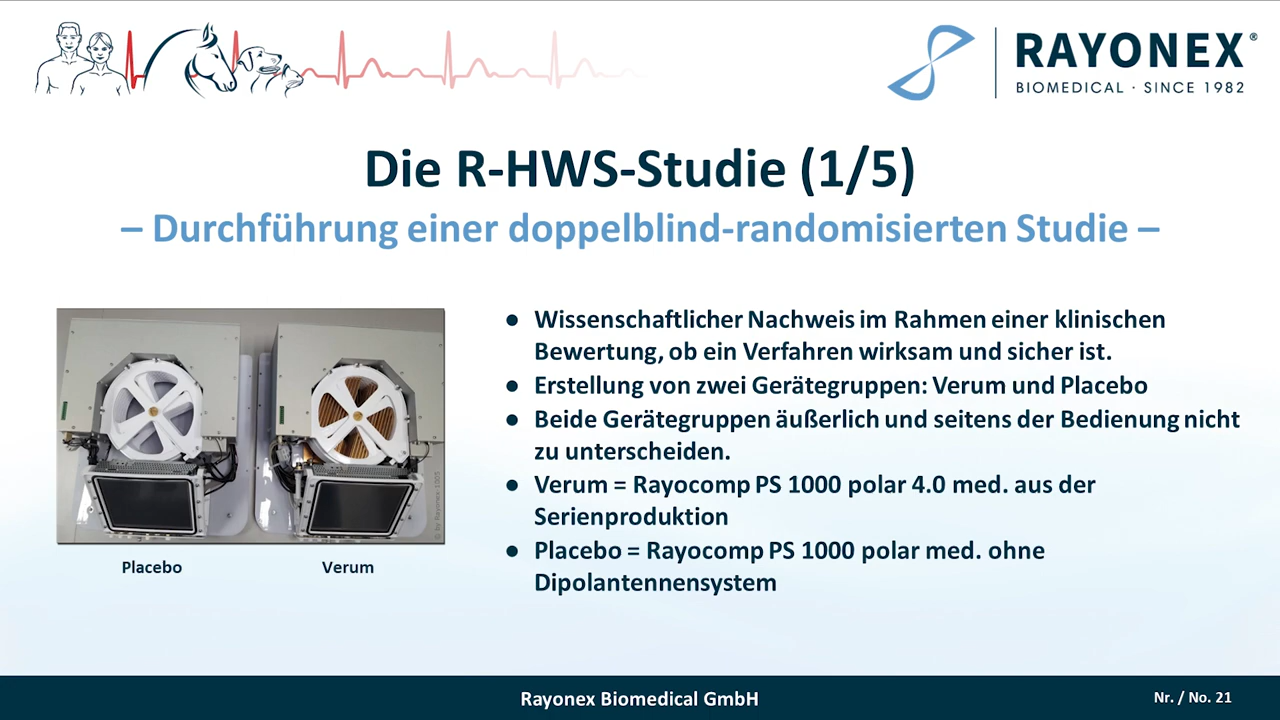 RAYONEX®
BIOMEDICAL · SINCE 1982
Die R-HWS-Studie (1/5)
– Durchführung einer doppelblind-randomisierten Studie –
● Wissenschaftlicher Nachweis im Rahmen einer klinischen
Bewertung, ob ein Verfahren wirksam und sicher ist.
● Erstellung von zwei Gerätegruppen: Verum und Placebo
● Beide Gerätegruppen äußerlich und seitens der Bedienung nicht
zu unterscheiden.
● Verum = Rayocomp PS 1000 polar 4.0 med. aus der
Serienproduktion
● Placebo = Rayocomp PS 1000 polar med. ohne
Dipolantennensystem
© by Rayonex 1905
Placebo
Verum
Rayonex Biomedical GmbH
Nr. / No. 21